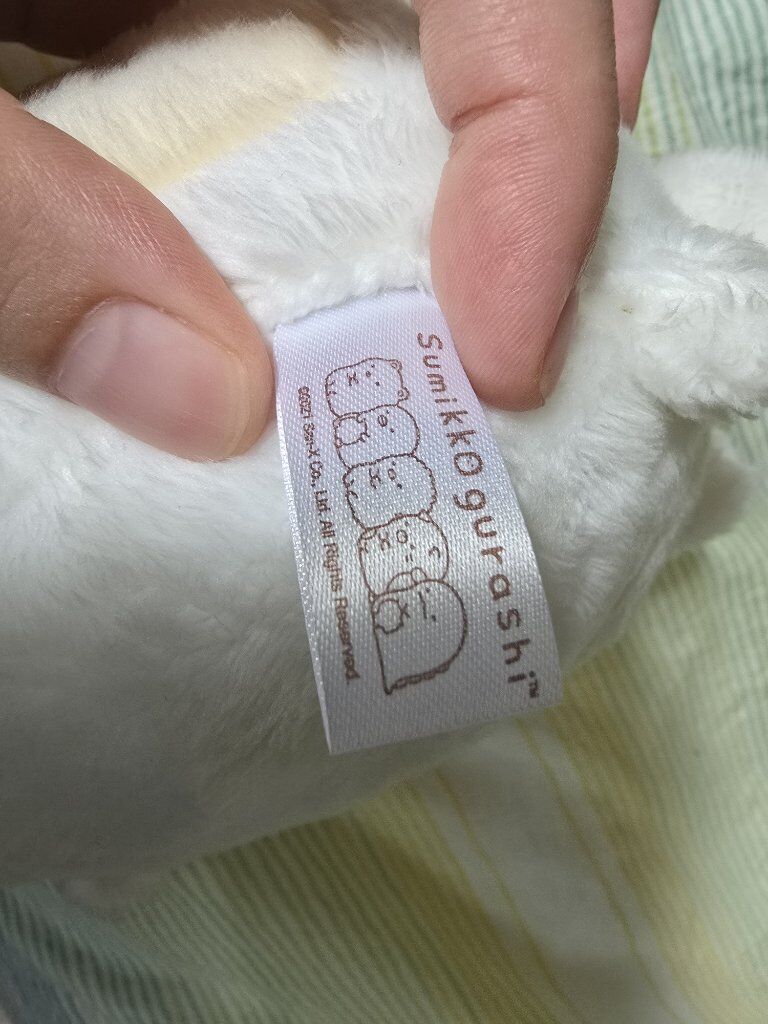 Sumikkogurashi™
©2021 San-X Co., Ltd. All Rights Reserved.